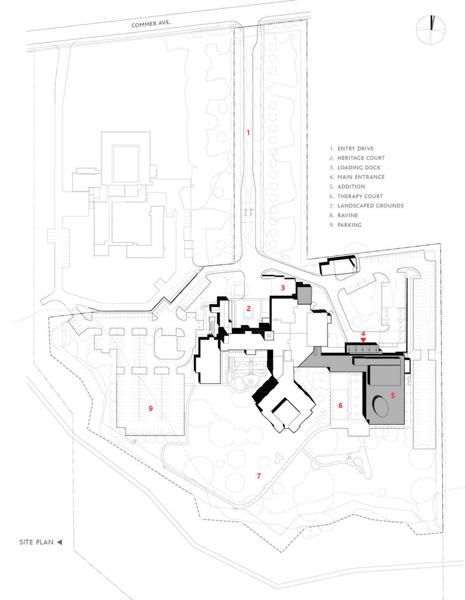 COMMER AVE.
1
1. ENTRY DRIVE
2. HERITAGE COURT
3. LOADING DOCK
4. MAIN ENTRANCE
5. ADDITION
6. THERAPY COURT
7. LANDSCAPED GROUNDS
8. RAVINE
9. PARKING
3
2
4
5
6
9
7
SITE PLAN ◀